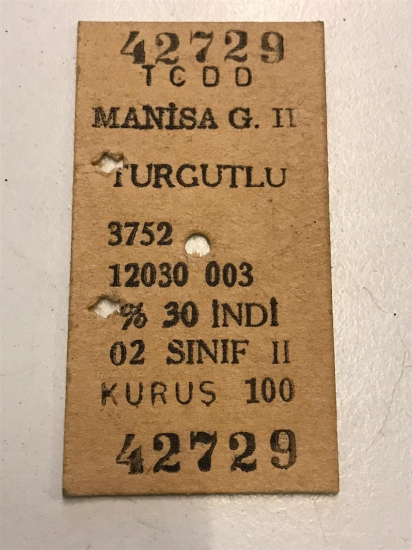 42729
TCDD
MANİSA G. II
TURGUTLU
3752
12030 003
% 30 İNDİ
02 SINIF II
KURUŞ 100
42729